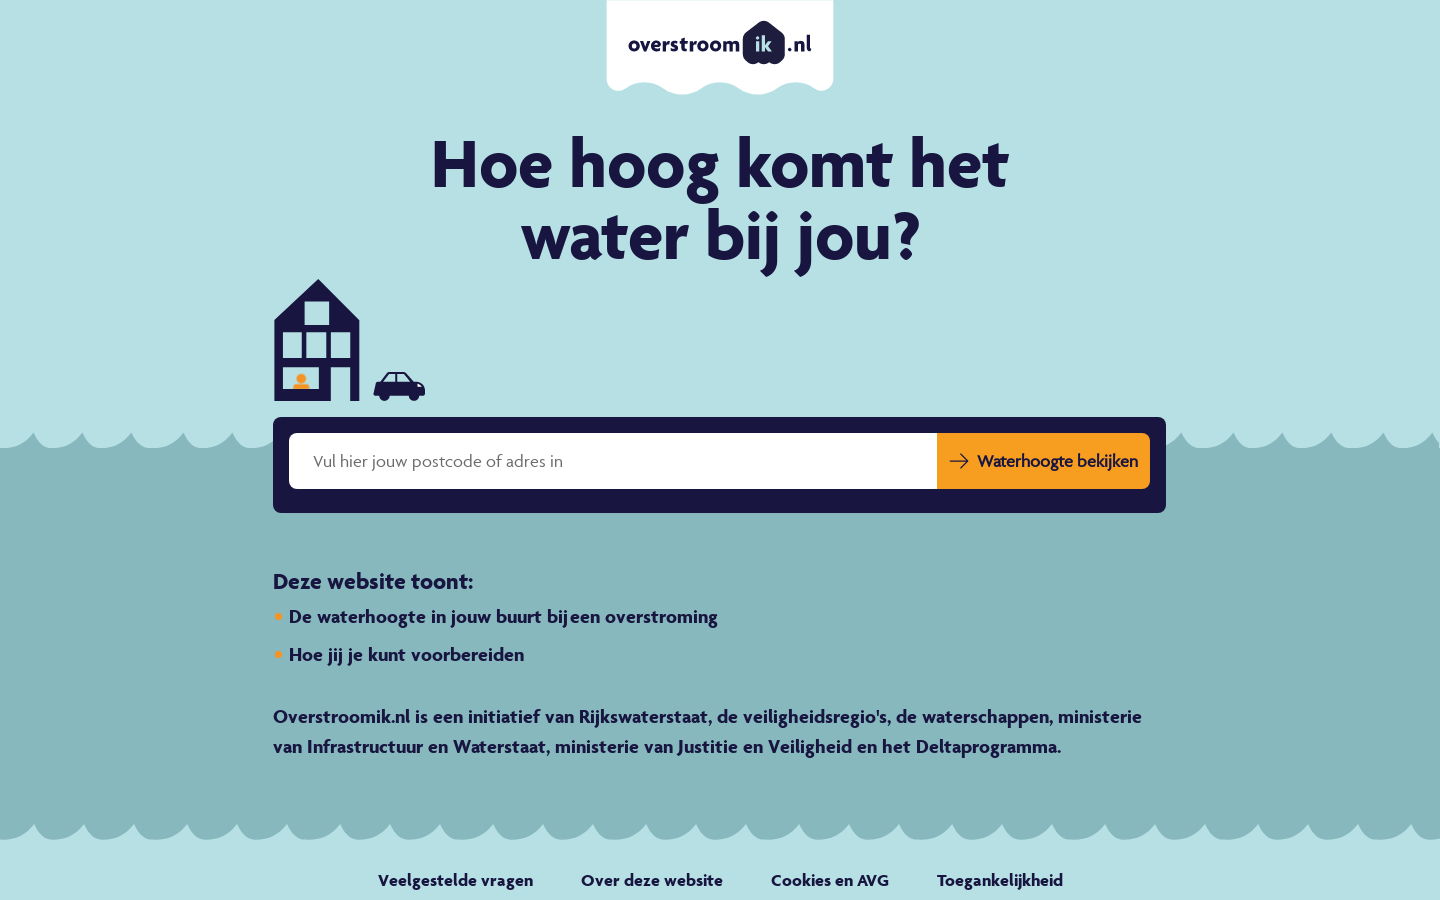 overstroomik.nl
Hoe hoog komt het
water bij jou?
Vul hier jouw postcode of adres in
Waterhoogte bekijken
Deze website toont:
De waterhoogte in jouw buurt bij een overstroming
Hoe jij je kunt voorbereiden
Overstroomik.nl is een initiatief van Rijkswaterstaat, de veiligheidsregio's, de waterschappen, ministerie
van Infrastructuur en Waterstaat, ministerie van Justitie en Veiligheid en het Deltaprogramma.
Veelgestelde vragen
Over deze website
Cookies en AVG
Toegankelijkheid